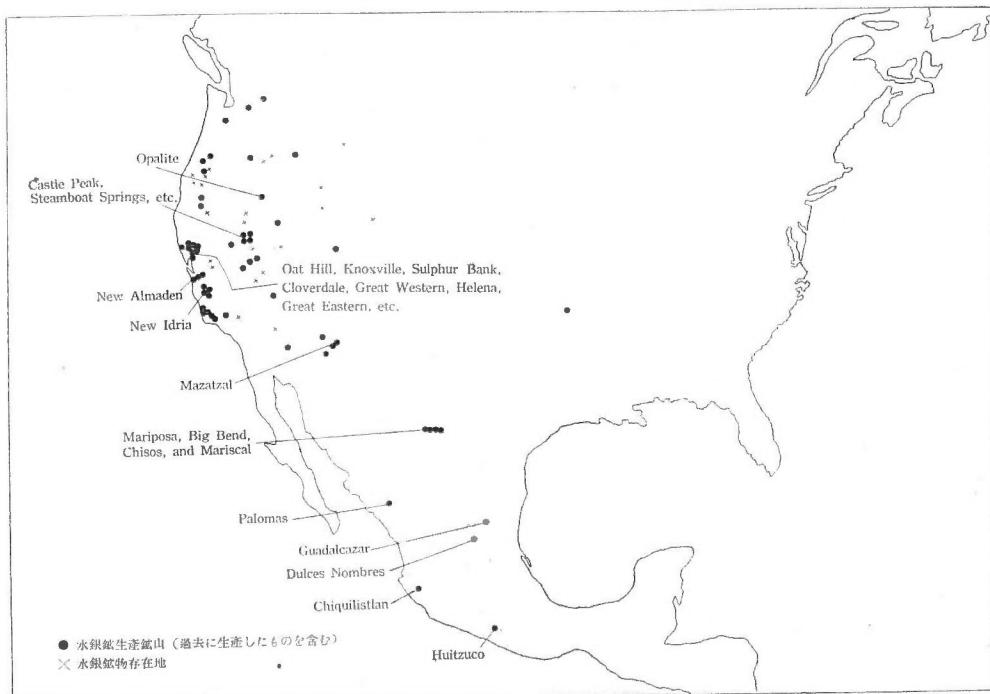 Opalite
Castle Peak,
Steamboat Springs, etc.
Oat Hill, Knoxville, Sulphur Bank,
Cloverdale, Great Western, Helena,
Great Eastern, etc.
New Almaden
New Idria
Mazatzal
Mariposa, Big Bend,
Chisos, and Mariscal
Palomas
Guadalcazar
Dulces Nombres
Chiquilistlan
Huitzuco
水銀鉱生産鉱山(過去に生産したものを含む)
水銀鉱物存在地